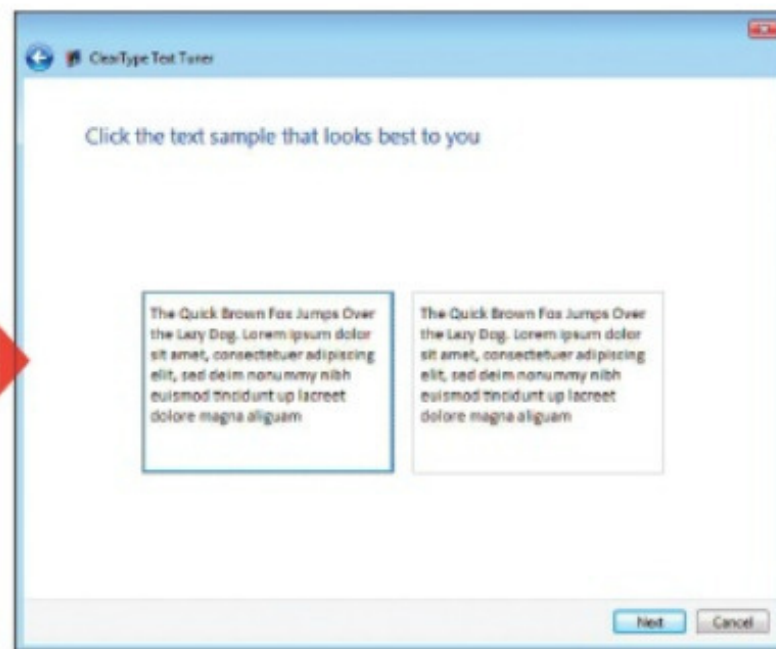 ClearType Text Tuner
Click the text sample that looks best to you
The Quick Brown Fox Jumps Over
the Lazy Dog. Lorem ipsum dolor
sit amet, consectetuer adipiscing
elit, sed deim nonummy nibh
euismod tincidunt up lacreet
dolore magna aliguam
The Quick Brown Fox Jumps Over
the Lazy Dog. Lorem ipsum dolor
sit amet, consectetuer adipiscing
elit, sed deim nonummy nibh
euismod tincidunt up lacreet
dolore magna aliguam
Next
Cancel